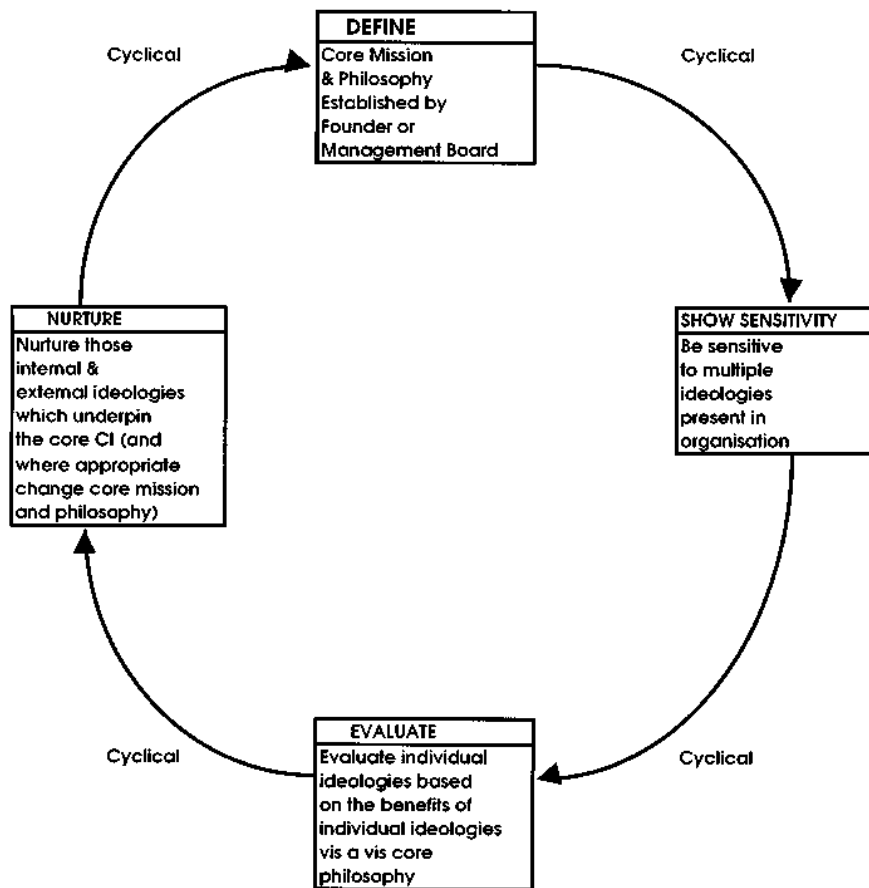 DEFINE
Core Mission
& Philosophy
Established by
Founder or
Management Board
Cyclical
Cyclical
NURTURE
Nurture those
internal &
external ideologies
which underpin
the core CI (and
where appropriate
change core mission
and philosaphy)
SHOW SENSITIVITY
Be sensitive
to multiple
ideologies
present in
organisation
EVALUATE
Evaluate individual
ideologies based
on the benefits of
individual ideologies
vis a vis core
philosophy
Cyclical
Cyclical